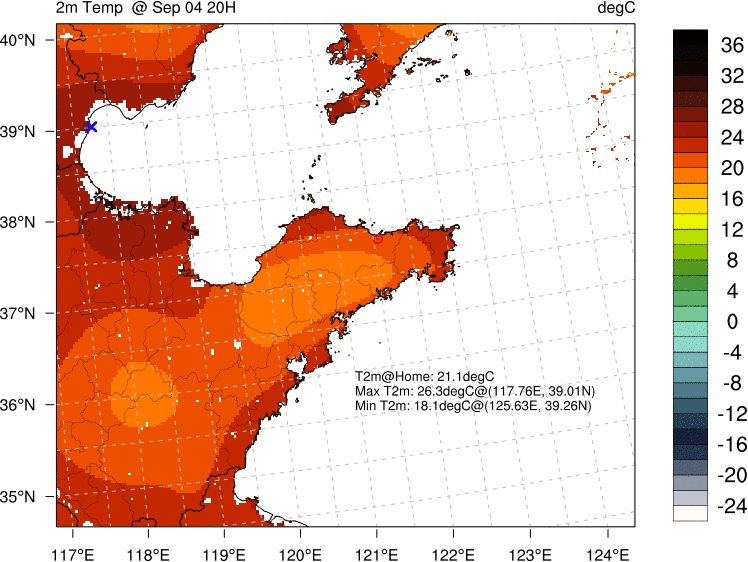 2m Temp @ Sep 04 20H degC
40°N
39°N
38°N
37°N
36°N
35°N
117°E 118°E 119°E 120°E 121°E 122°E 123°E 124°E
T2m@Home: 21.1degC
Max T2m: 26.3degC@(117.76E, 39.01N)
Min T2m: 18.1degC@(125.63E, 39.26N)
36
32
28
24
20
16
12
8
4
0
-4
-8
-12
-16
-20
-24